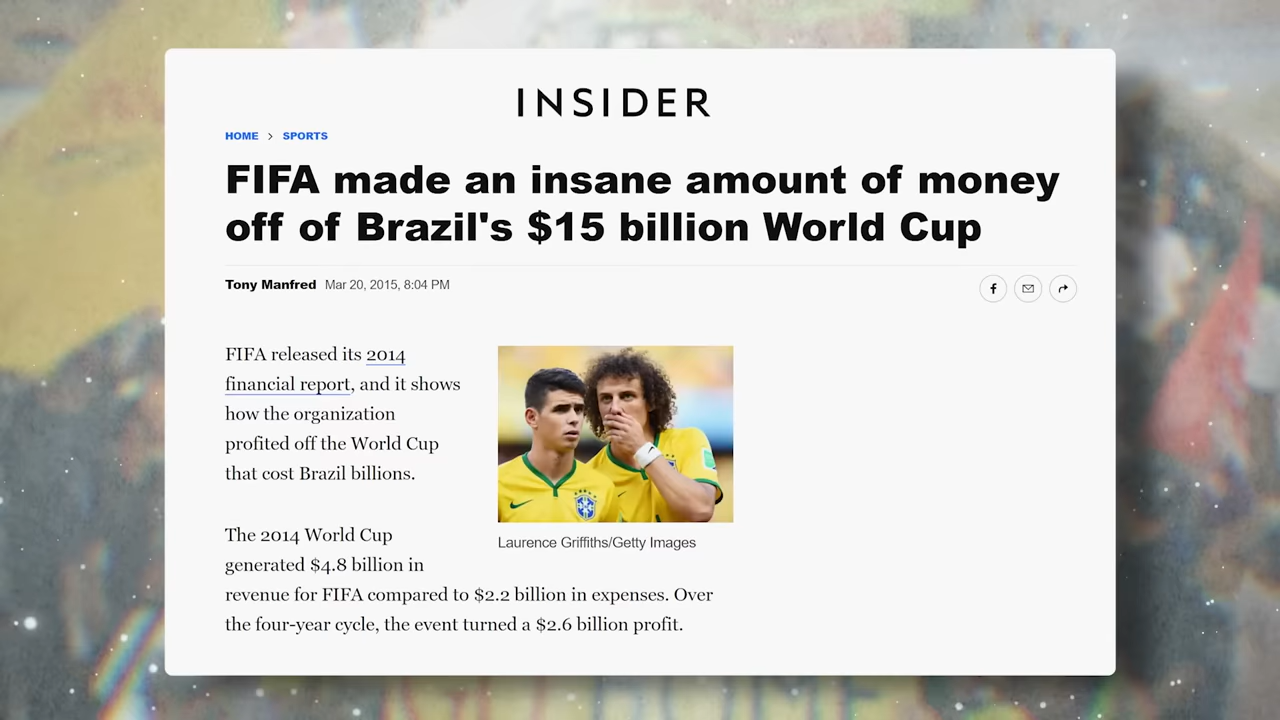 INSIDER
HOME > SPORTS
FIFA made an insane amount of money
off of Brazil's $15 billion World Cup
Tony Manfred Mar 20, 2015, 8:04 PM
FIFA released its 2014
financial report, and it shows
how the organization
profited off the World Cup
that cost Brazil billions.
Laurence Griffiths/Getty Images
The 2014 World Cup
generated $4.8 billion in
revenue for FIFA compared to $2.2 billion in expenses. Over
the four-year cycle, the event turned a $2.6 billion profit.